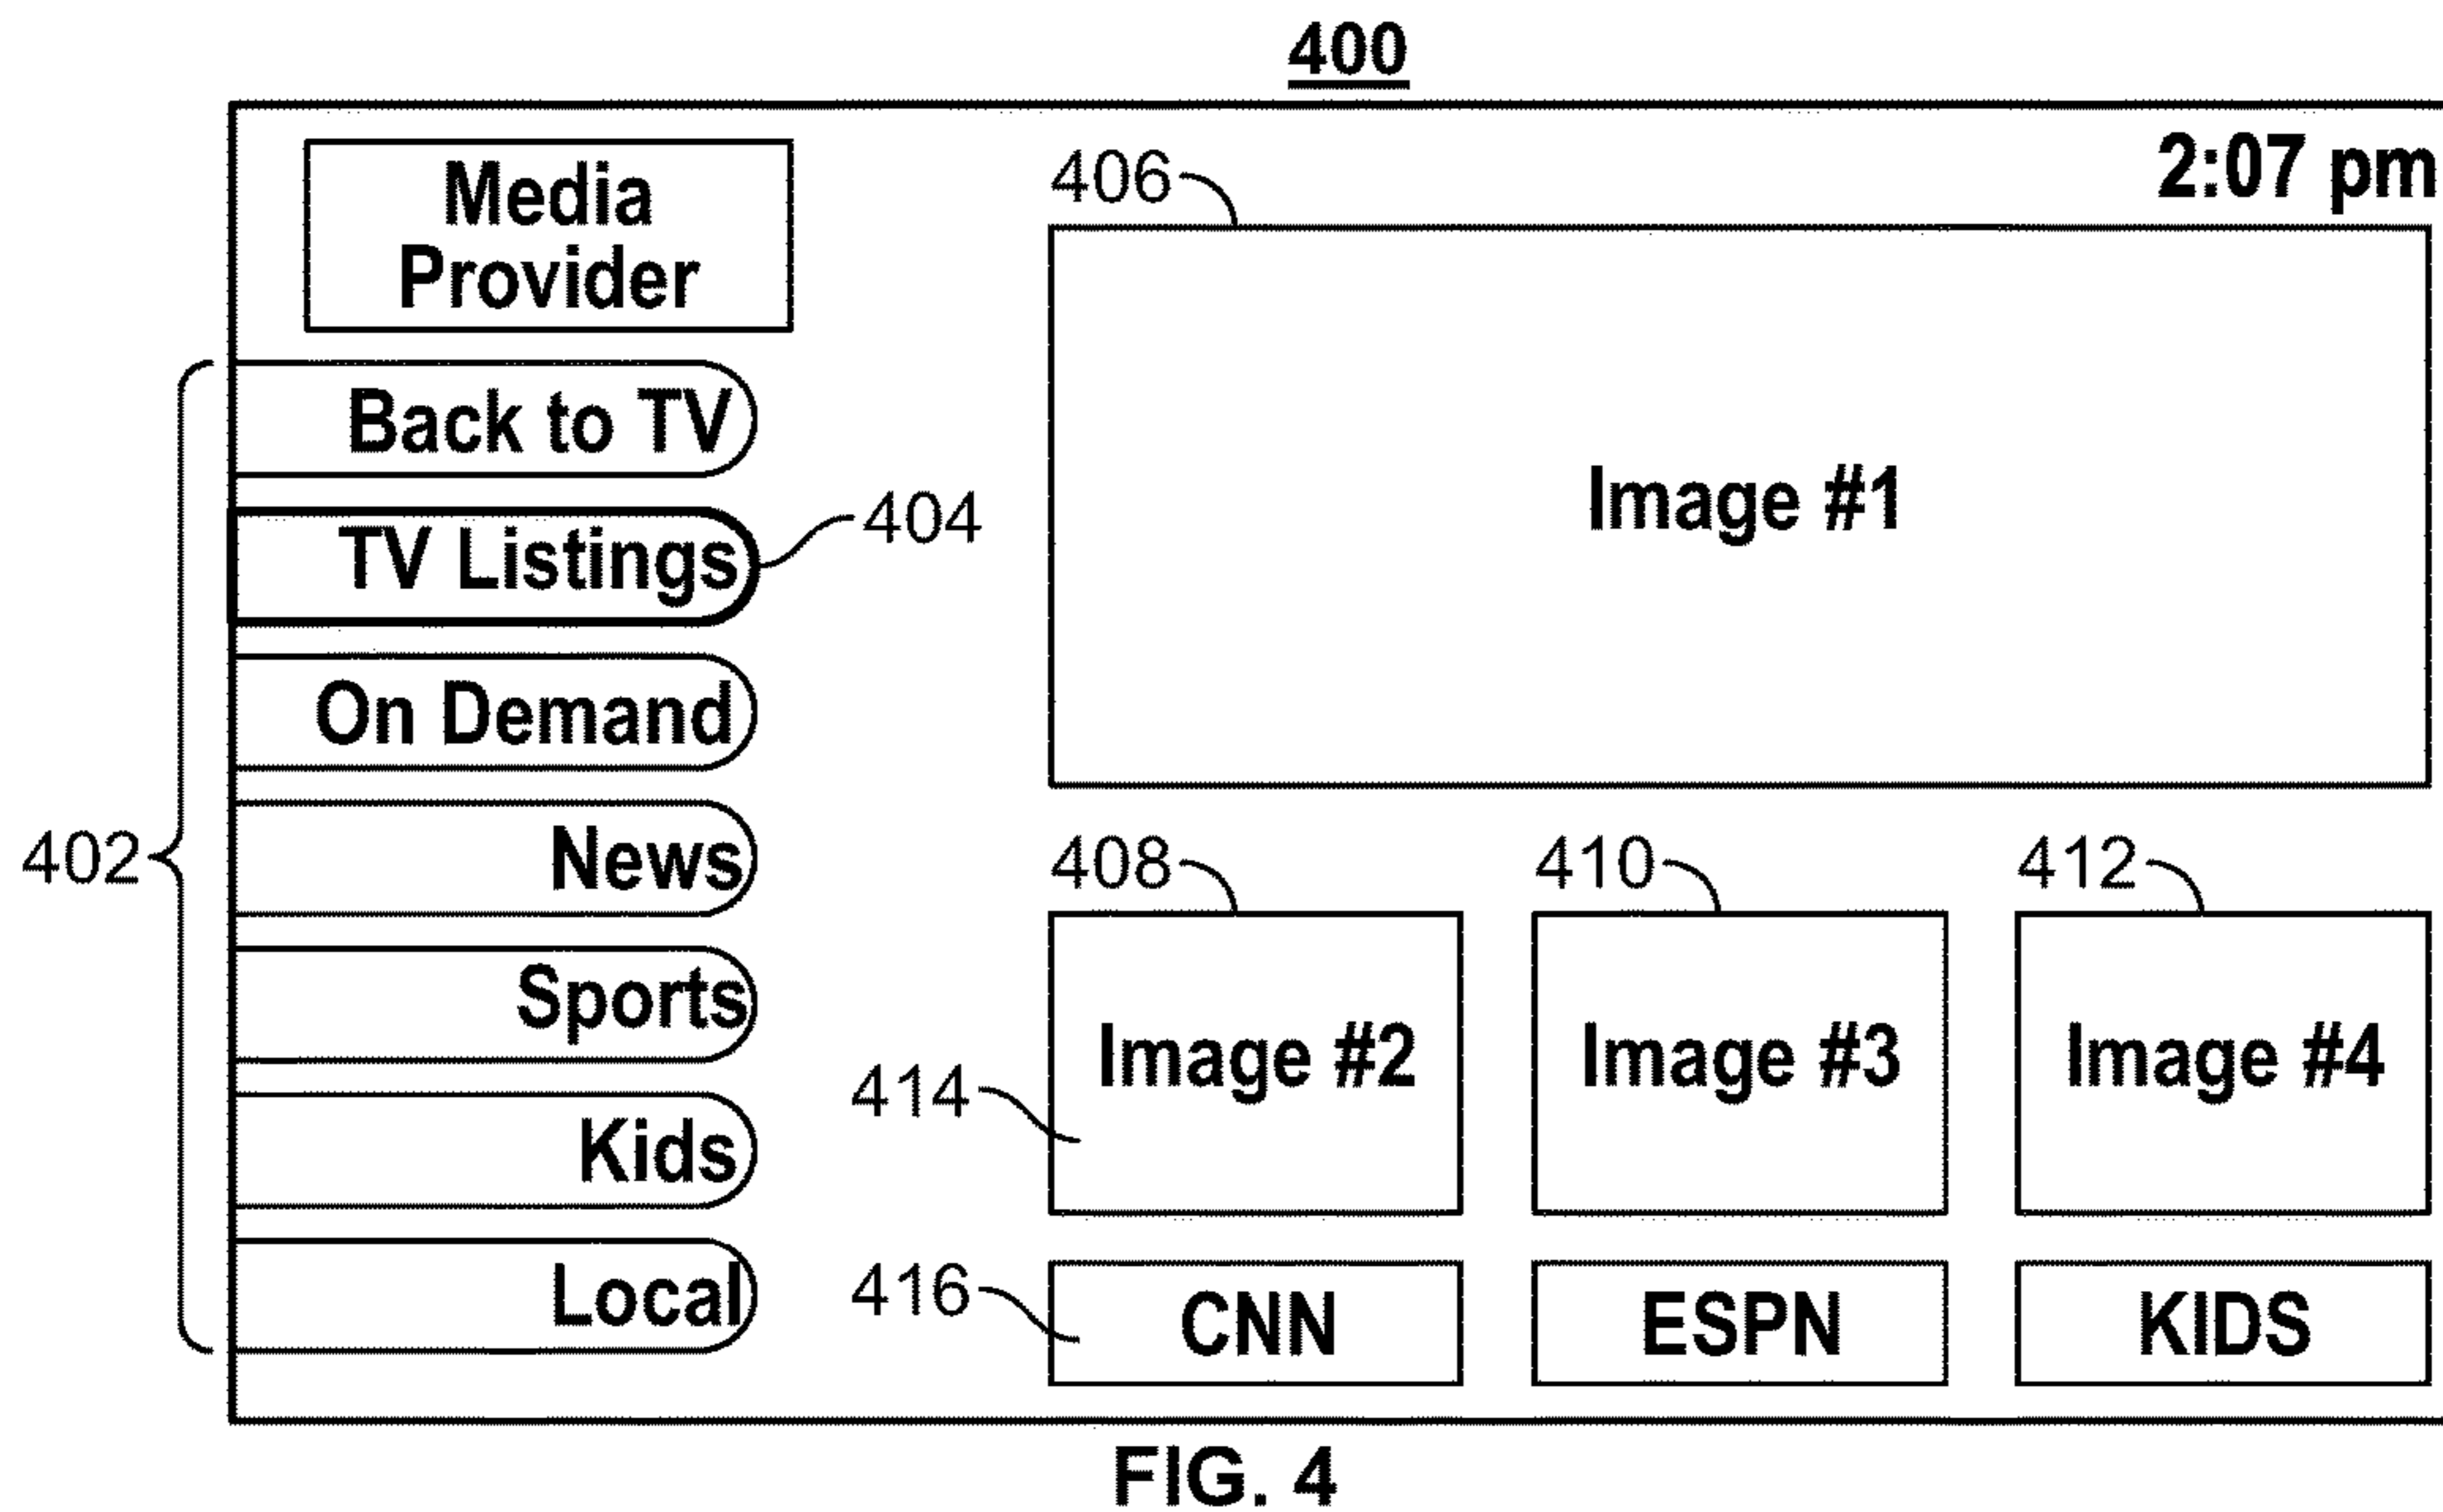 400
2:07 pm
Media
Provider
406
Image #1
Back to TV
TV Listings
404
On Demand
News
402
Sports
Kids
Local
408
410
412
Image #2
Image #3
Image #4
414
416
CNN
ESPN
KIDS
FIG. 4